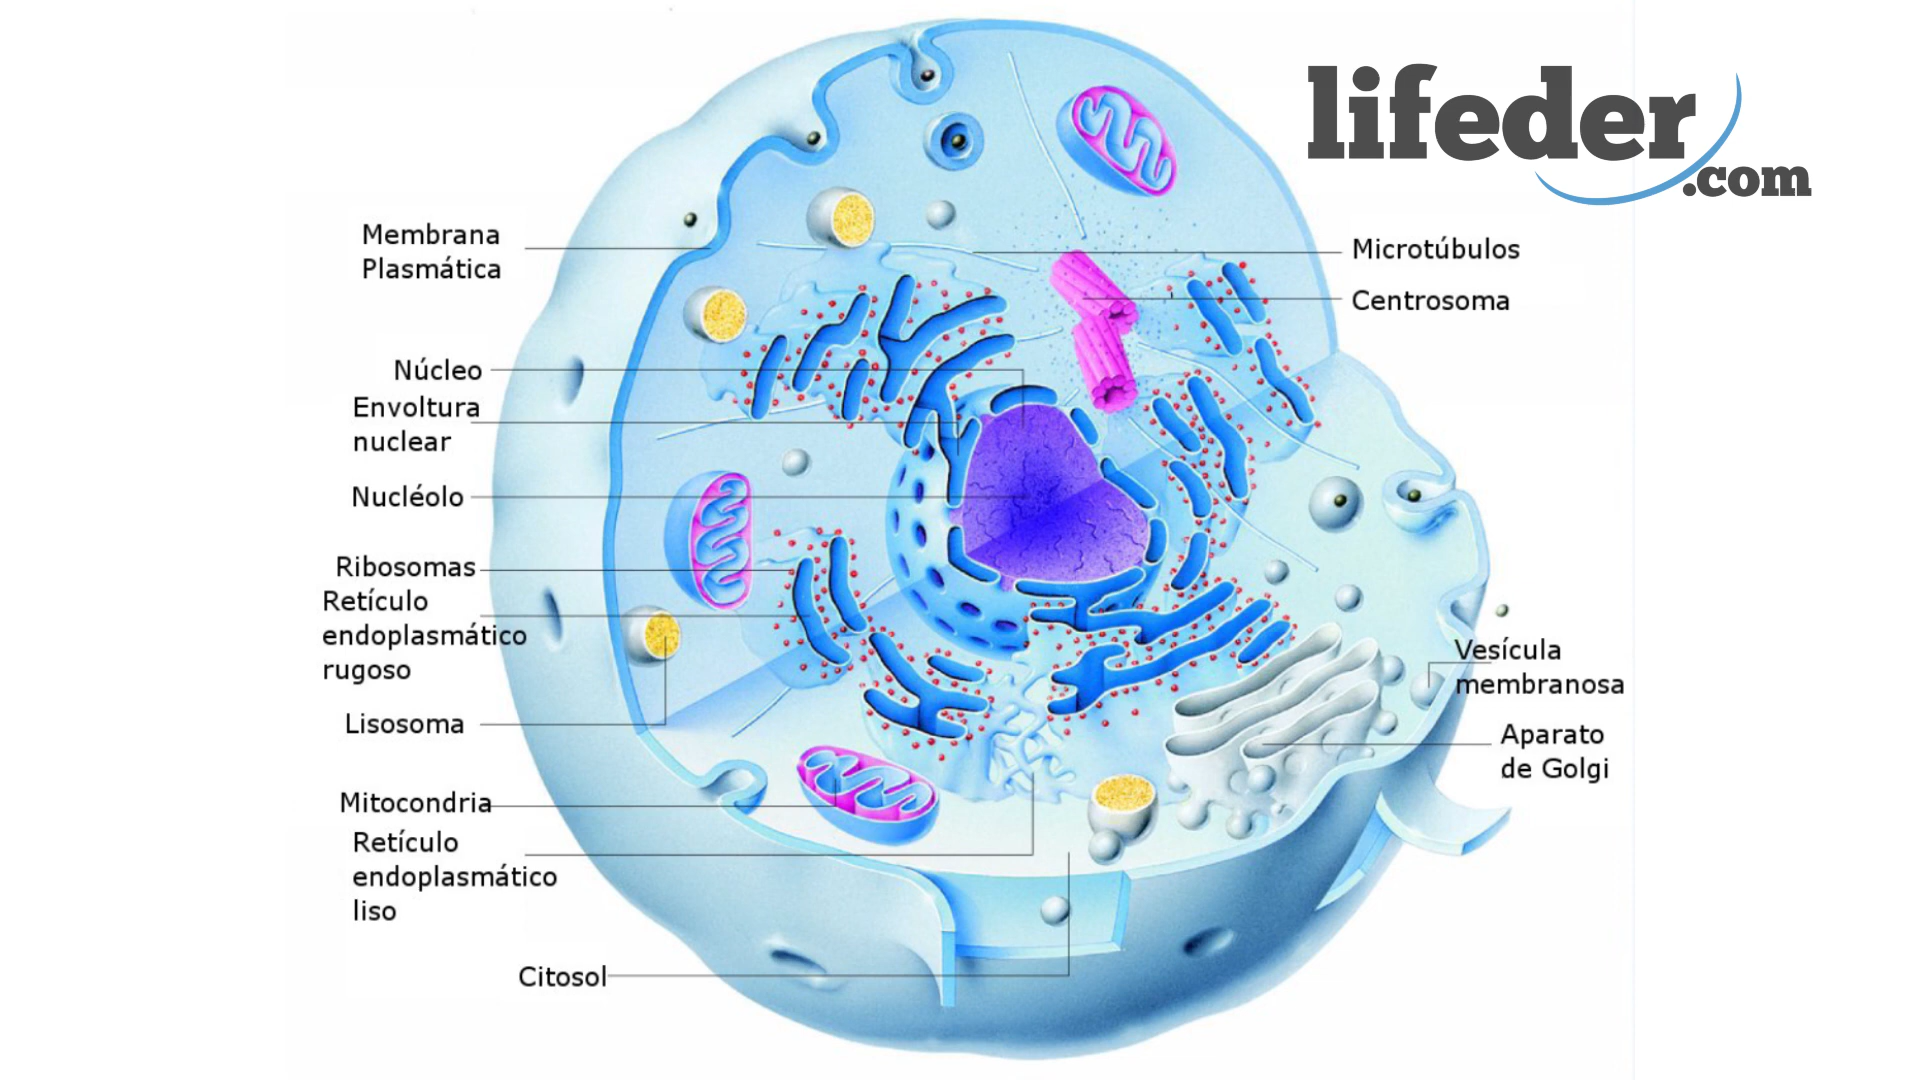 lifeder
.com
Membrana
Plasmática
Núcleo
Envoltura
nuclear
Nucléolo
Ribosomas
Retículo
endoplasmático
rugoso
Lisosoma
Mitocondria
Retículo
endoplasmático
liso
Citosol
Microtúbulos
Centrosoma
Vesícula
membranosa
Aparato
de Golgi